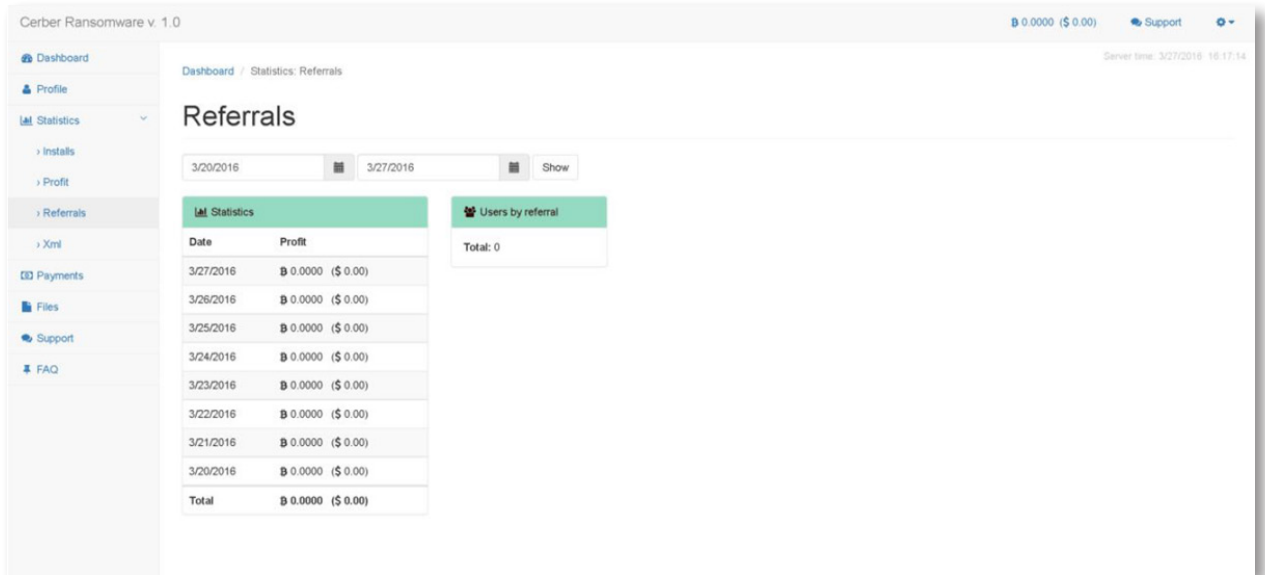 Cerber Ransomware v. 1.0
฿ 0.0000 ($ 0.00) Support
Server time: 3/27/2016 16:17:14
Dashboard
Profile
Statistics
› Installs
› Profit
› Referrals
› Xml
Payments
Files
Support
FAQ
Dashboard / Statistics: Referrals
Referrals
3/20/2016 3/27/2016 Show
Statistics
Date Profit
3/27/2016 ฿ 0.0000 ($ 0.00)
3/26/2016 ฿ 0.0000 ($ 0.00)
3/25/2016 ฿ 0.0000 ($ 0.00)
3/24/2016 ฿ 0.0000 ($ 0.00)
3/23/2016 ฿ 0.0000 ($ 0.00)
3/22/2016 ฿ 0.0000 ($ 0.00)
3/21/2016 ฿ 0.0000 ($ 0.00)
3/20/2016 ฿ 0.0000 ($ 0.00)
Total ฿ 0.0000 ($ 0.00)
Users by referral
Total: 0